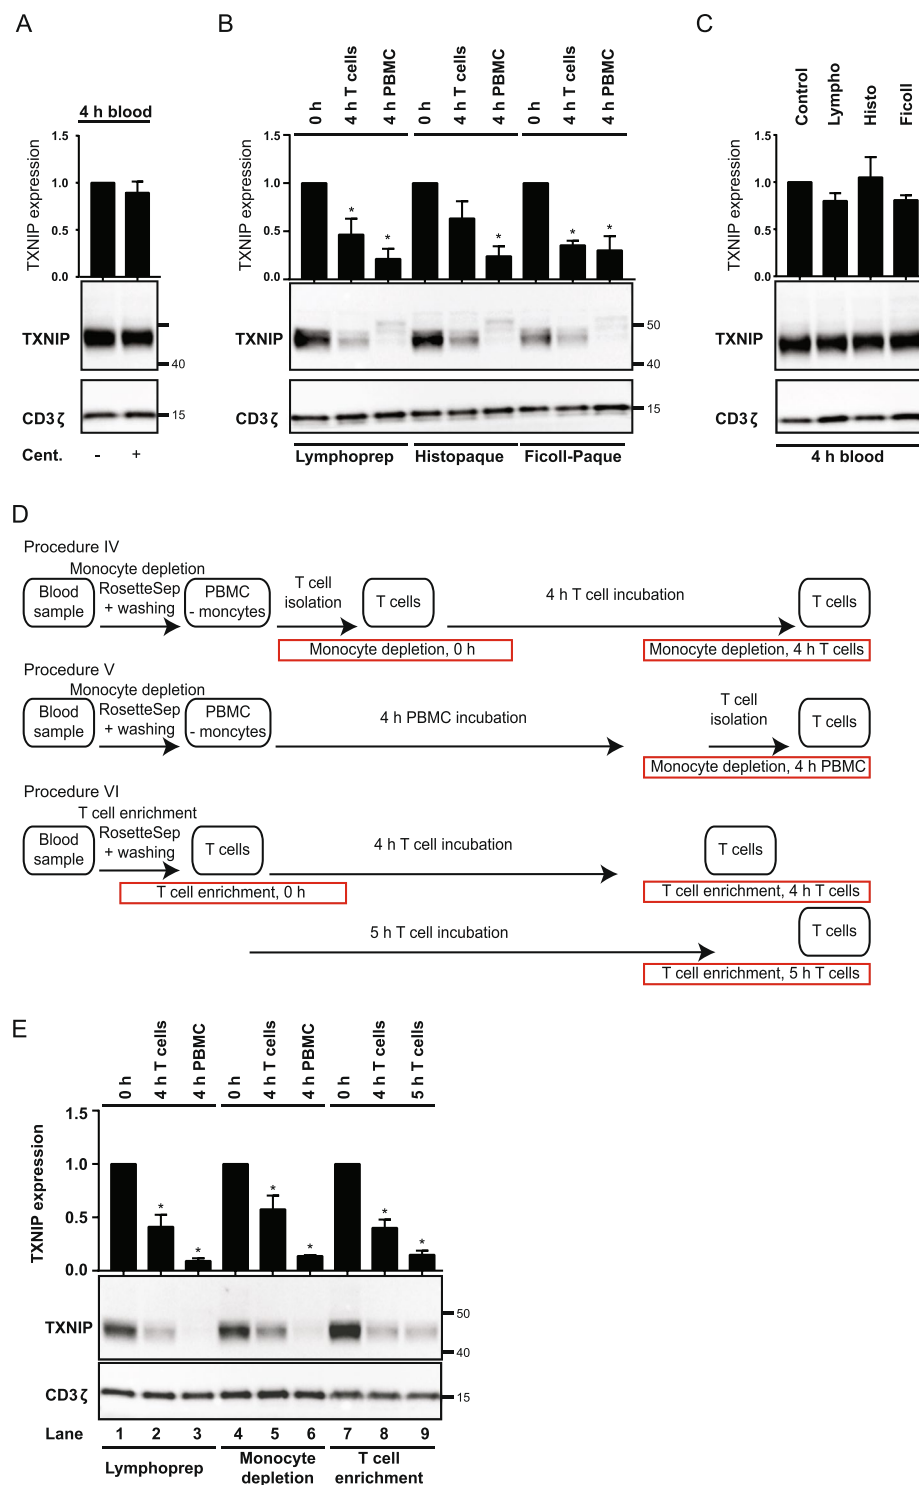 A
4 h blood
TXNIP expression
1.5
1.0
0.5
0.0
TXNIP
40
CD3ζ
15
Cent.
-
+
B
0 h
4 h T cells
4 h PBMC
0 h
4 h T cells
4 h PBMC
0 h
4 h T cells
4 h PBMC
TXNIP expression
1.5
1.0
0.5
0.0
*
*
*
*
*
TXNIP
50
40
CD3ζ
15
Lymphoprep
Histopaque
Ficoll-Paque
C
Control
Lympho
Histo
Ficoll
TXNIP expression
1.5
1.0
0.5
0.0
TXNIP
CD3ζ
4 h blood
D
Procedure IV
Blood
sample
Monocyte depletion
RosetteSep
+ washing
PBMC
- moncytes
T cell
isolation
T cells
4 h T cell incubation
T cells
Monocyte depletion, 0 h
Monocyte depletion, 4 h T cells
Procedure V
Blood
sample
Monocyte depletion
RosetteSep
+ washing
PBMC
- moncytes
4 h PBMC incubation
T cell
isolation
T cells
Monocyte depletion, 4 h PBMC
Procedure VI
Blood
sample
T cell enrichment
RosetteSep
+ washing
T cells
4 h T cell incubation
T cells
T cell enrichment, 0 h
T cell enrichment, 4 h T cells
5 h T cell incubation
T cells
T cell enrichment, 5 h T cells
E
0 h
4 h T cells
4 h PBMC
0 h
4 h T cells
4 h PBMC
0 h
4 h T cells
5 h T cells
TXNIP expression
1.5
1.0
0.5
0.0
*
*
*
*
*
*
TXNIP
50
40
CD3ζ
15
Lane
1
2
3
4
5
6
7
8
9
Lymphoprep
Monocyte
depletion
T cell
enrichment